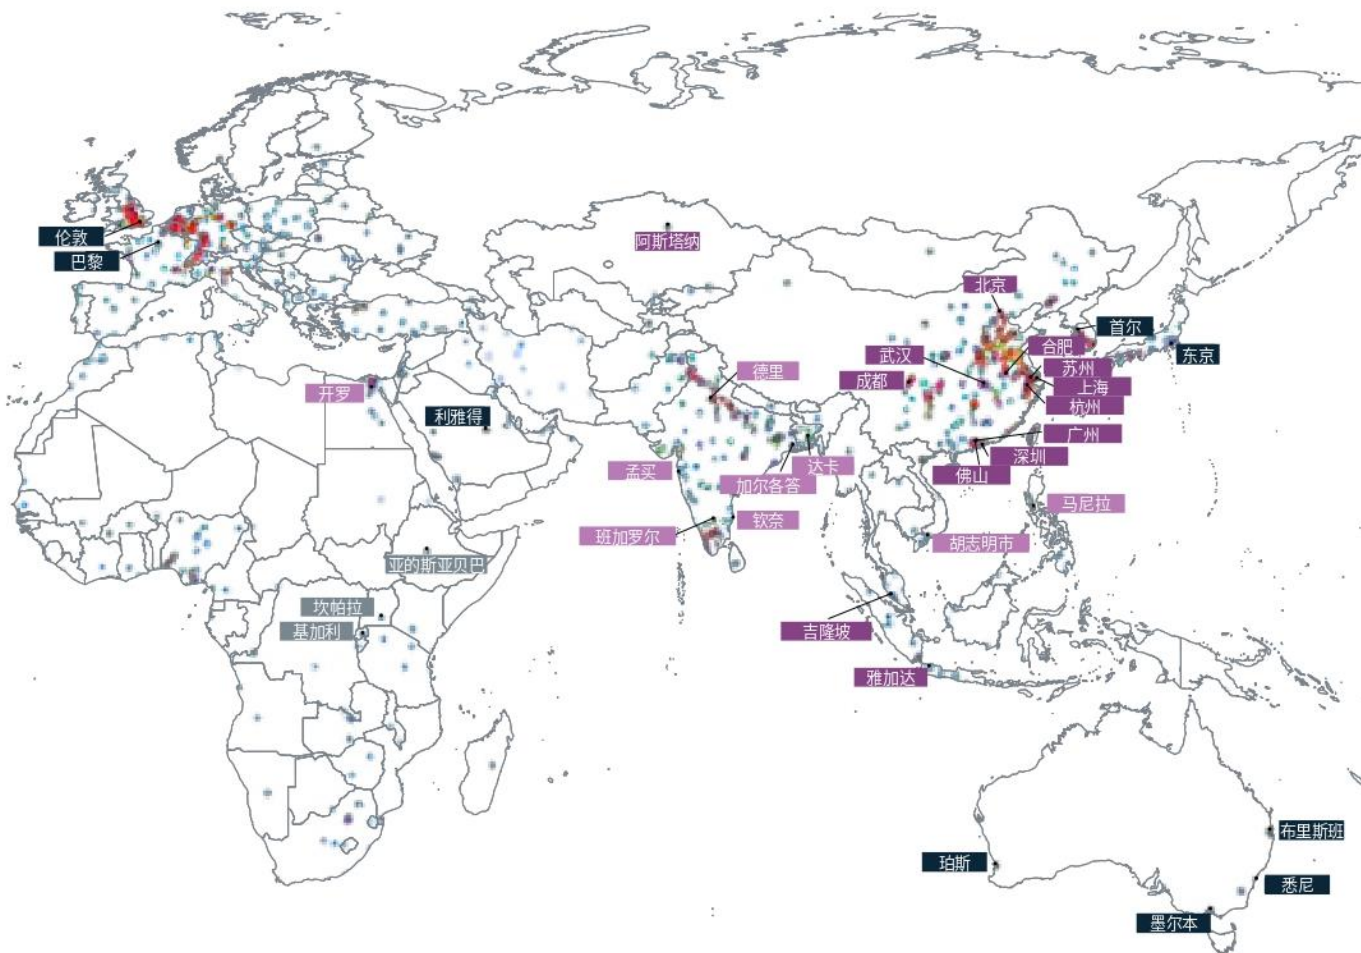 伦敦
巴黎
阿斯塔纳
北京
首尔
东京
武汉
合肥
苏州
成都
上海
杭州
德里
开罗
利雅得
广州
深圳
佛山
达卡
孟买
加尔各答
马尼拉
钦奈
班加罗尔
胡志明市
亚的斯亚贝巴
坎帕拉
基加利
吉隆坡
雅加达
布里斯班
珀斯
悉尼
墨尔本